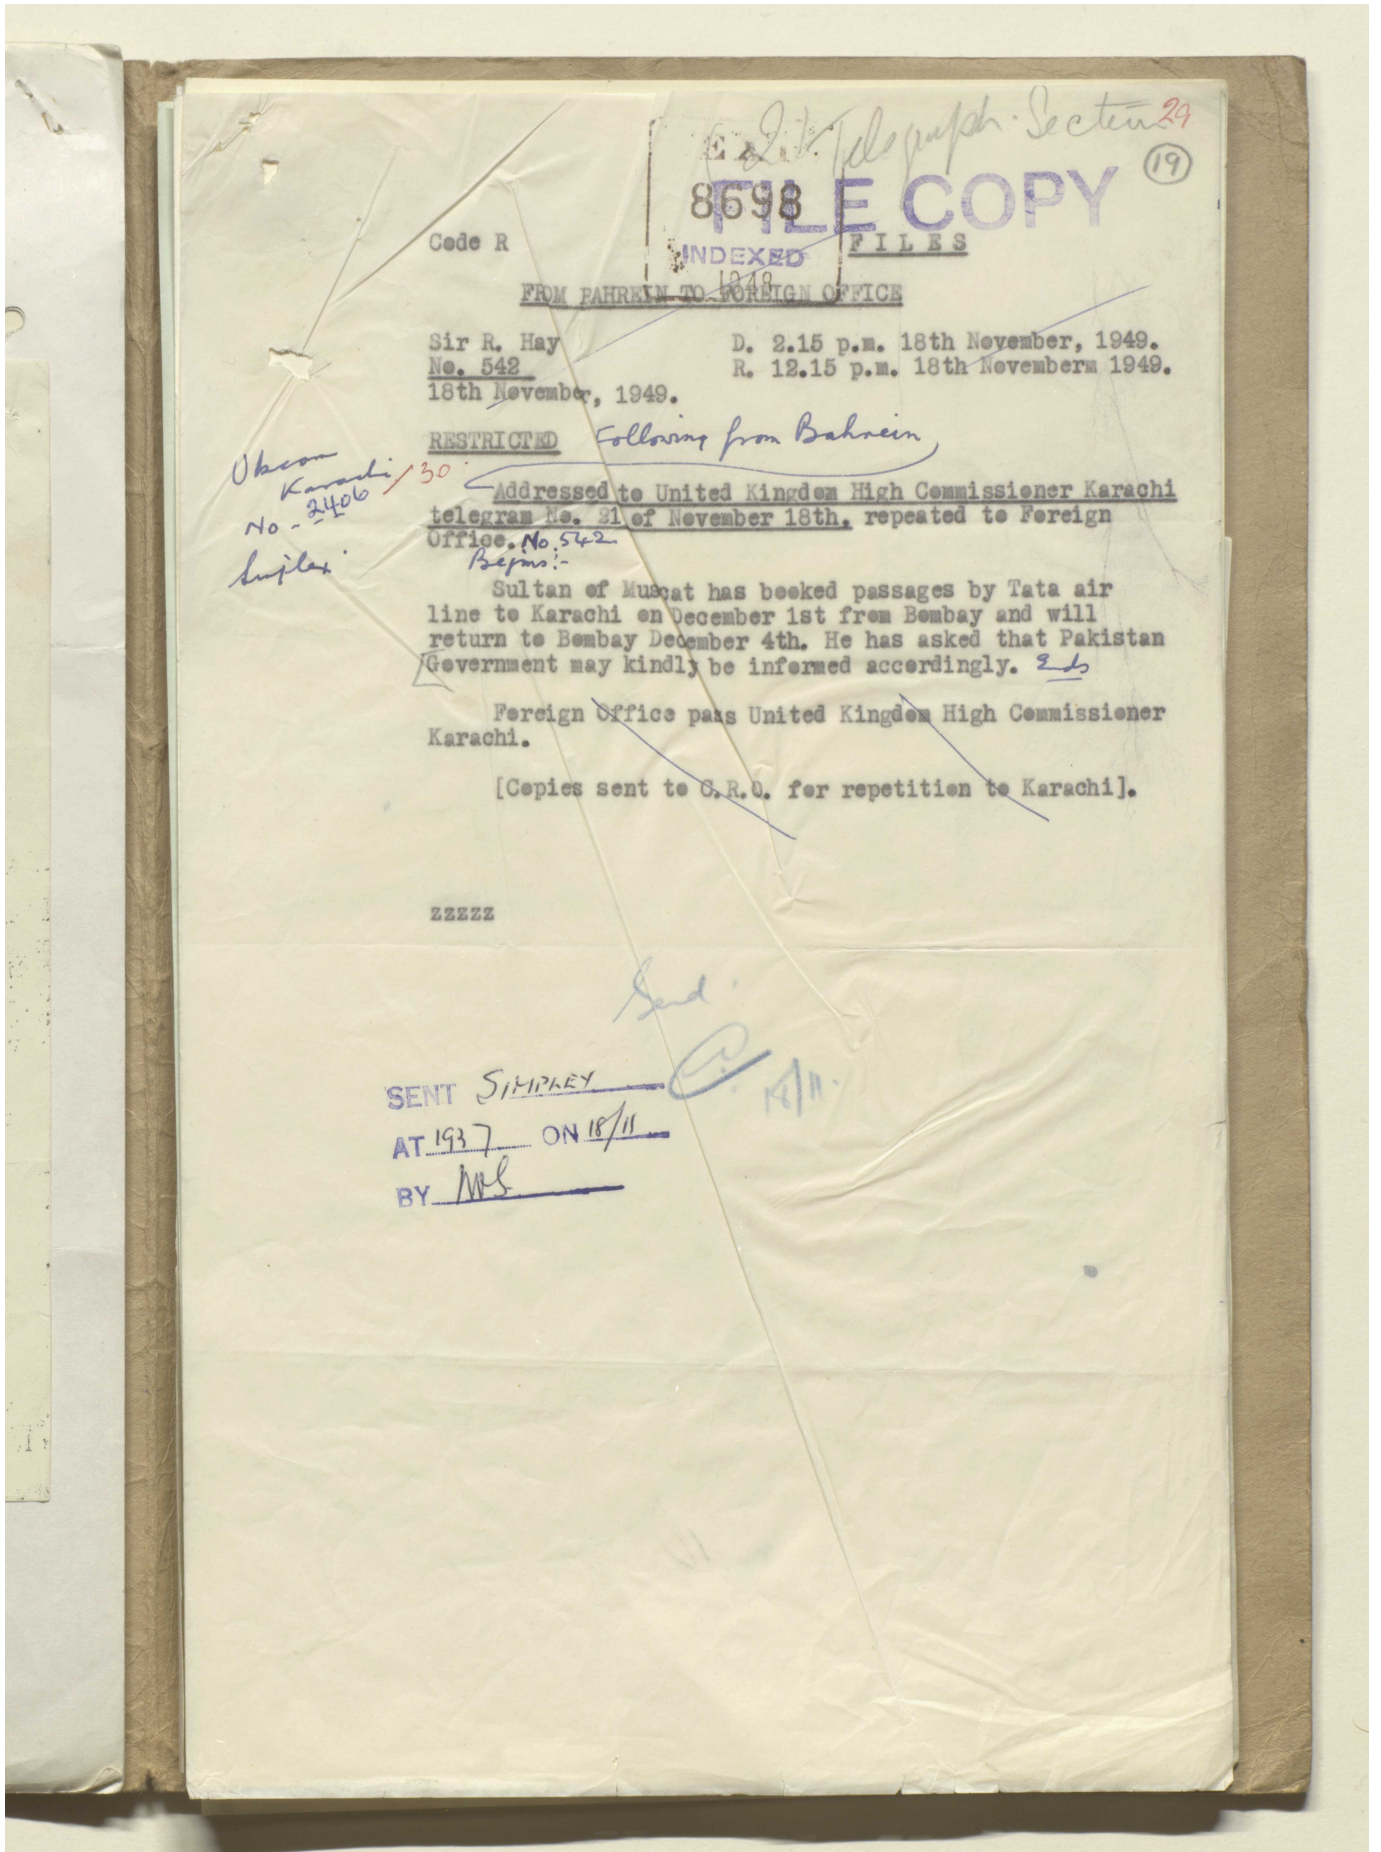 Telegraph Section 29
19
8698
FILE COPY
INDEXED
Code R
FILES
FROM BAHREIN TO FOREIGN OFFICE
Sir R. Hay D. 2.15 p.m. 18th November, 1949.
No. 542 R. 12.15 p.m. 18th Novemberm 1949.
18th November, 1949.
RESTRICTED Following from Bahrein
Karachi /30
No - 2406
Addressed to United Kingdom High Commissioner Karachi
telegram No. 21 of November 18th, repeated to Foreign
Office. No. 542
Begins:-
Sultan of Muscat has booked passages by Tata air
line to Karachi on December 1st from Bombay and will
return to Bombay December 4th. He has asked that Pakistan
Government may kindly be informed accordingly. Ends
Foreign Office pass United Kingdom High Commissioner
Karachi.
[Copies sent to C.R.O. for repetition to Karachi].
zzzzz
Send
18/11.
SENT SIMPLEX
AT 1937 ON 18/11
BY